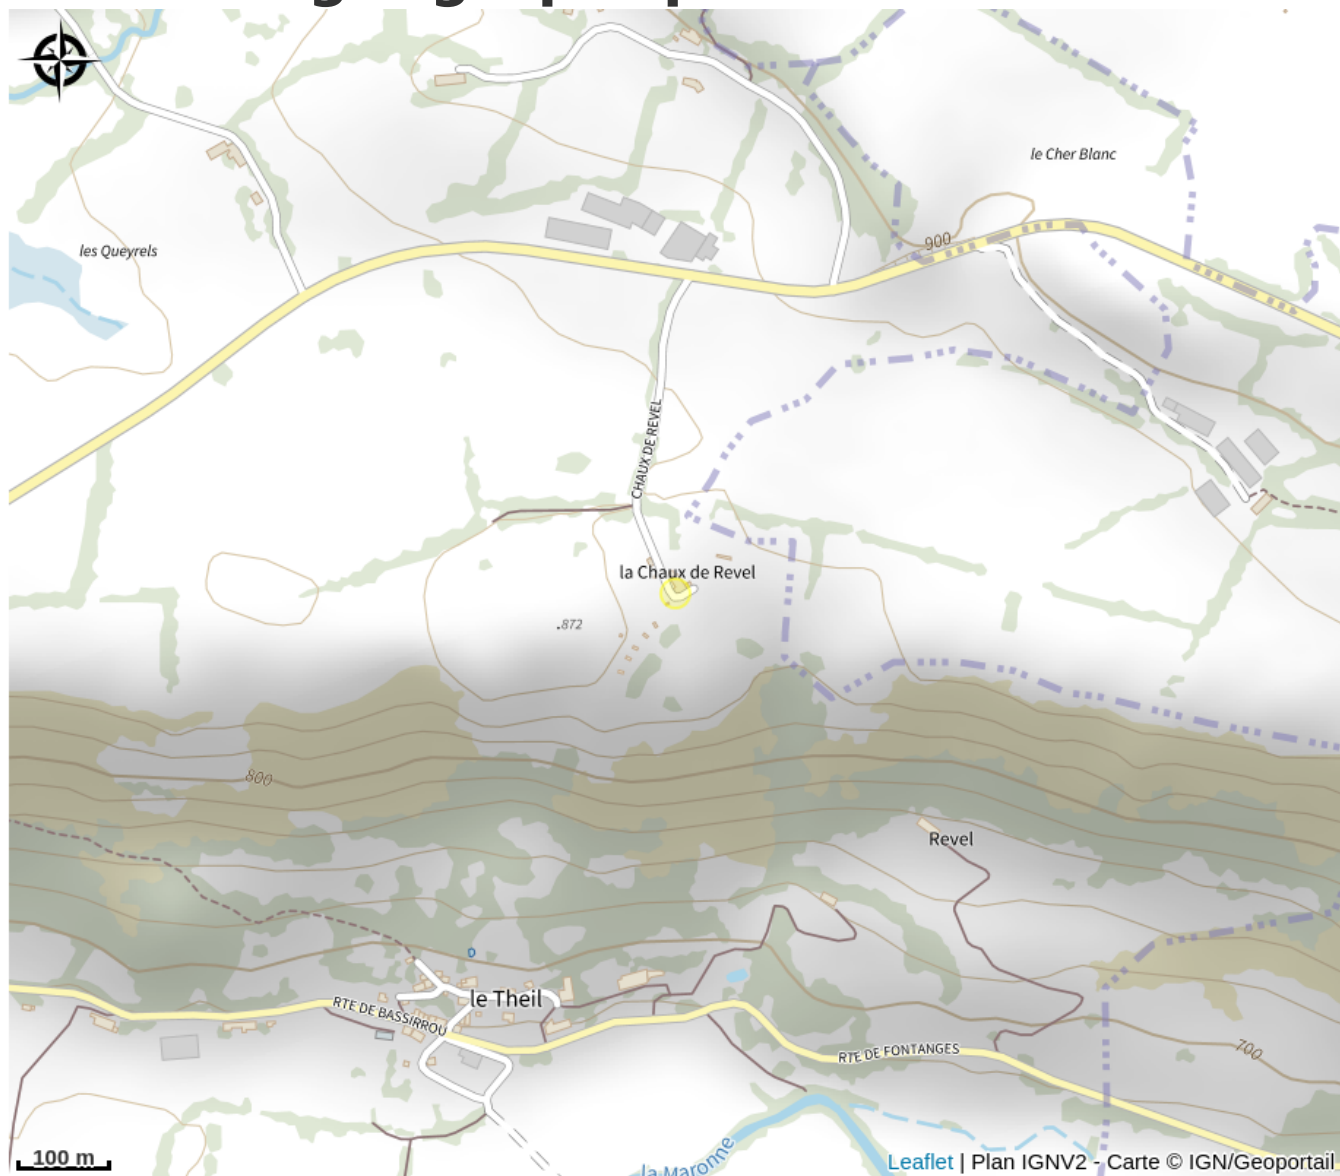 le Cher Blanc
900
les Queyrels
CHAUX DE REVEL
la Chaux de Revel
.872
800
Revel
le Theil
RTE DE BASSIRROU
RTE DE FONTANGES
700
la Maronne
100 m
Leaflet | Plan IGNV2 - Carte © IGN/Geoportail